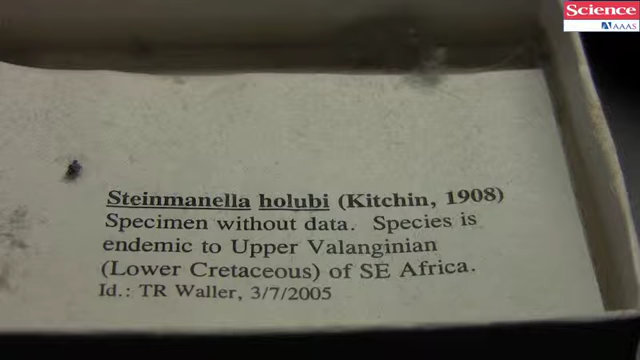 Science
AAAS
Steinmanella holubi (Kitchin, 1908)
Specimen without data. Species is
endemic to Upper Valanginian
(Lower Cretaceous) of SE Africa.
Id.: TR Waller, 3/7/2005